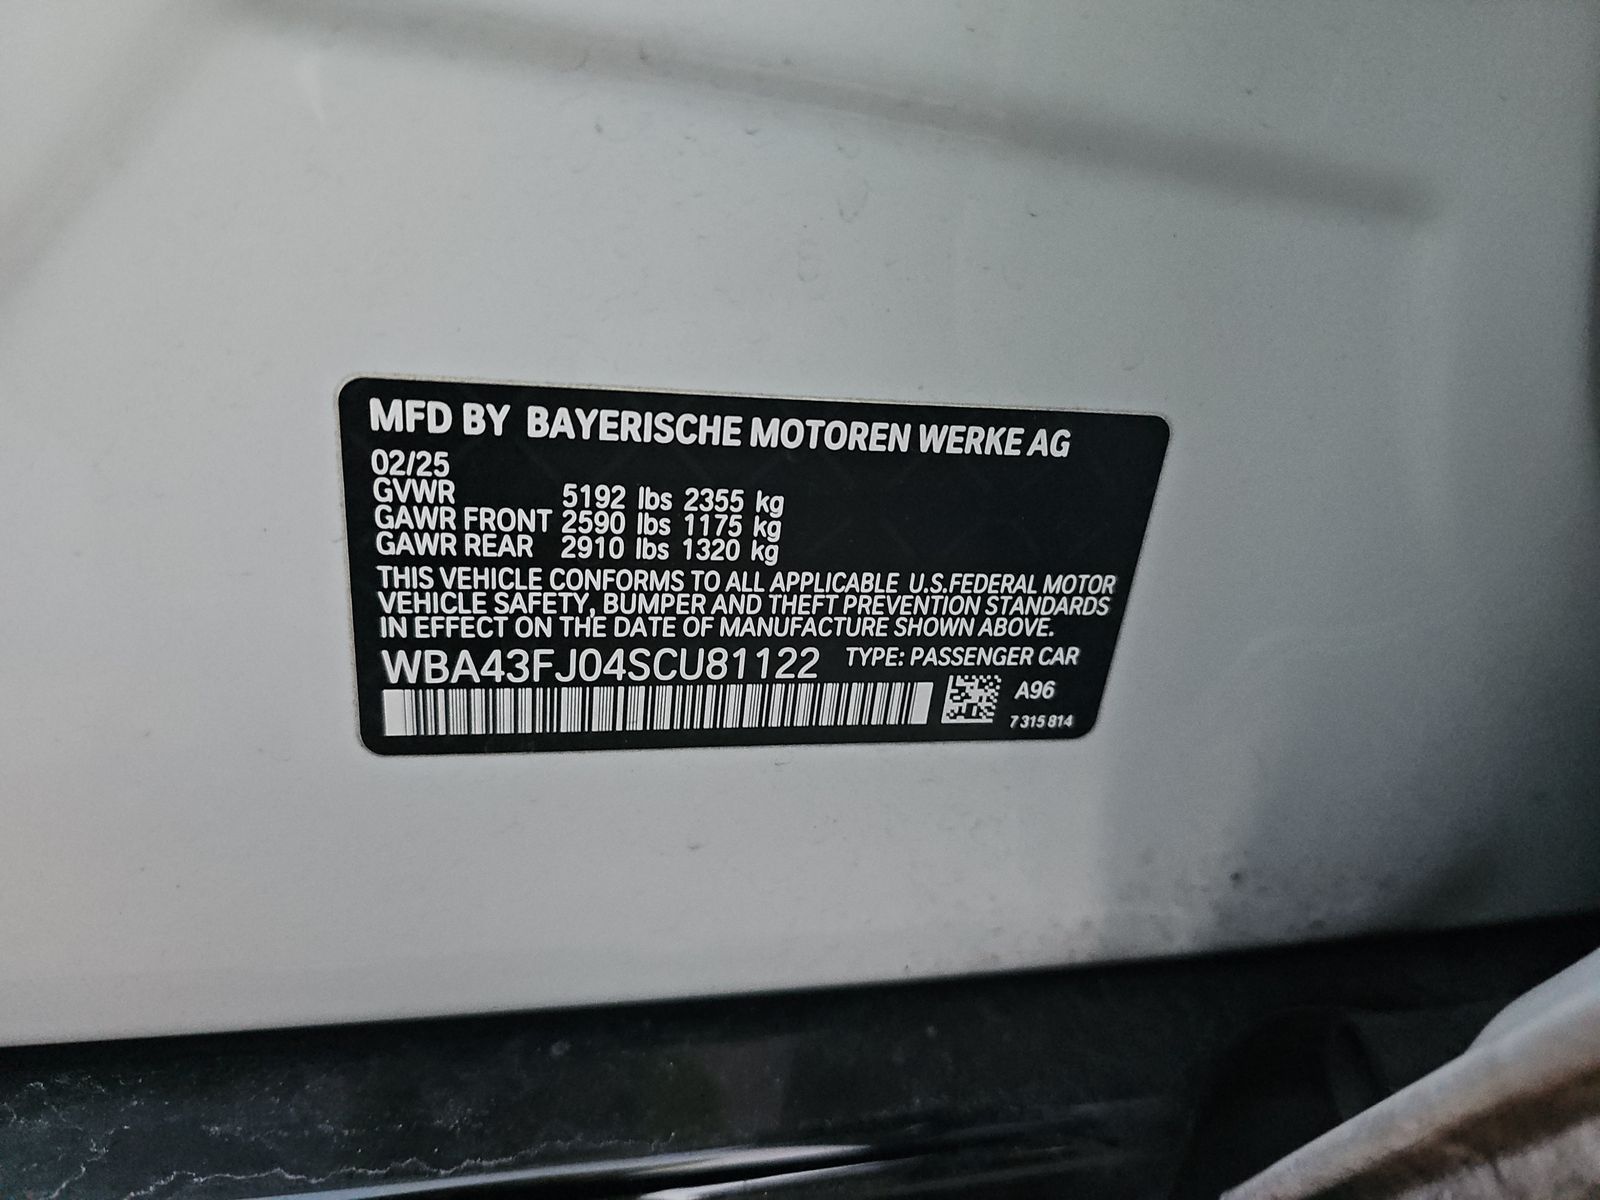 MFD BY BAYERISCHE MOTOREN WERKE AG
02/25
GVWR 5192 lbs 2355 kg
GAWR FRONT 2590 lbs 1175 kg
GAWR REAR 2910 lbs 1320 kg
THIS VEHICLE CONFORMS TO ALL APPLICABLE U.S.FEDERAL MOTOR
VEHICLE SAFETY, BUMPER AND THEFT PREVENTION STANDARDS
IN EFFECT ON THE DATE OF MANUFACTURE SHOWN ABOVE.
WBA43FJ04SCU81122 TYPE: PASSENGER CAR
A96
7 315 814